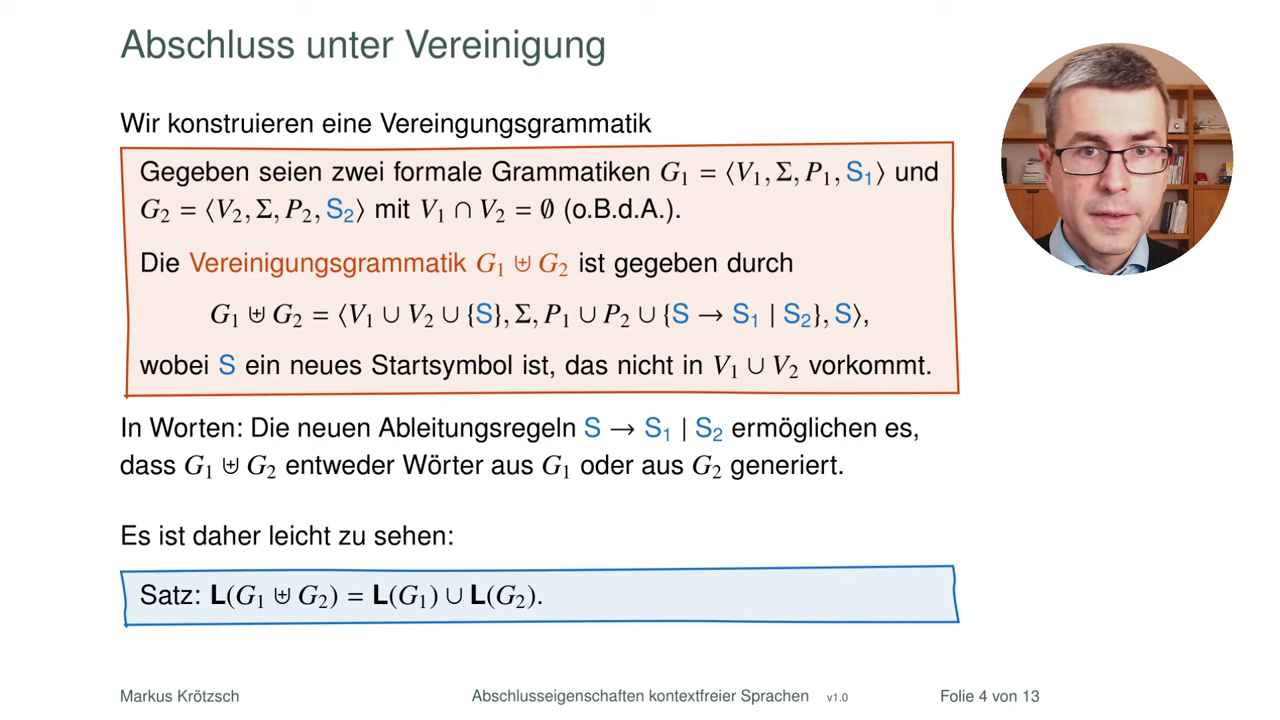 Abschluss unter Vereinigung
Wir konstruieren eine Vereingungsgrammatik
Gegeben seien zwei formale Grammatiken G₁ = ⟨V₁, Σ, P₁, S₁⟩ und
G₂ = ⟨V₂, Σ, P₂, S₂⟩ mit V₁ ∩ V₂ = ∅ (o.B.d.A.).
Die Vereinigungsgrammatik G₁ ⊎ G₂ ist gegeben durch
G₁ ⊎ G₂ = ⟨V₁ ∪ V₂ ∪ {S}, Σ, P₁ ∪ P₂ ∪ {S → S₁ | S₂}, S⟩,
wobei S ein neues Startsymbol ist, das nicht in V₁ ∪ V₂ vorkommt.
In Worten: Die neuen Ableitungsregeln S → S₁ | S₂ ermöglichen es,
dass G₁ ⊎ G₂ entweder Wörter aus G₁ oder aus G₂ generiert.
Es ist daher leicht zu sehen:
Satz: L(G₁ ⊎ G₂) = L(G₁) ∪ L(G₂).
Markus Krötzsch Abschlusseigenschaften kontextfreier Sprachen v1.0 Folie 4 von 13